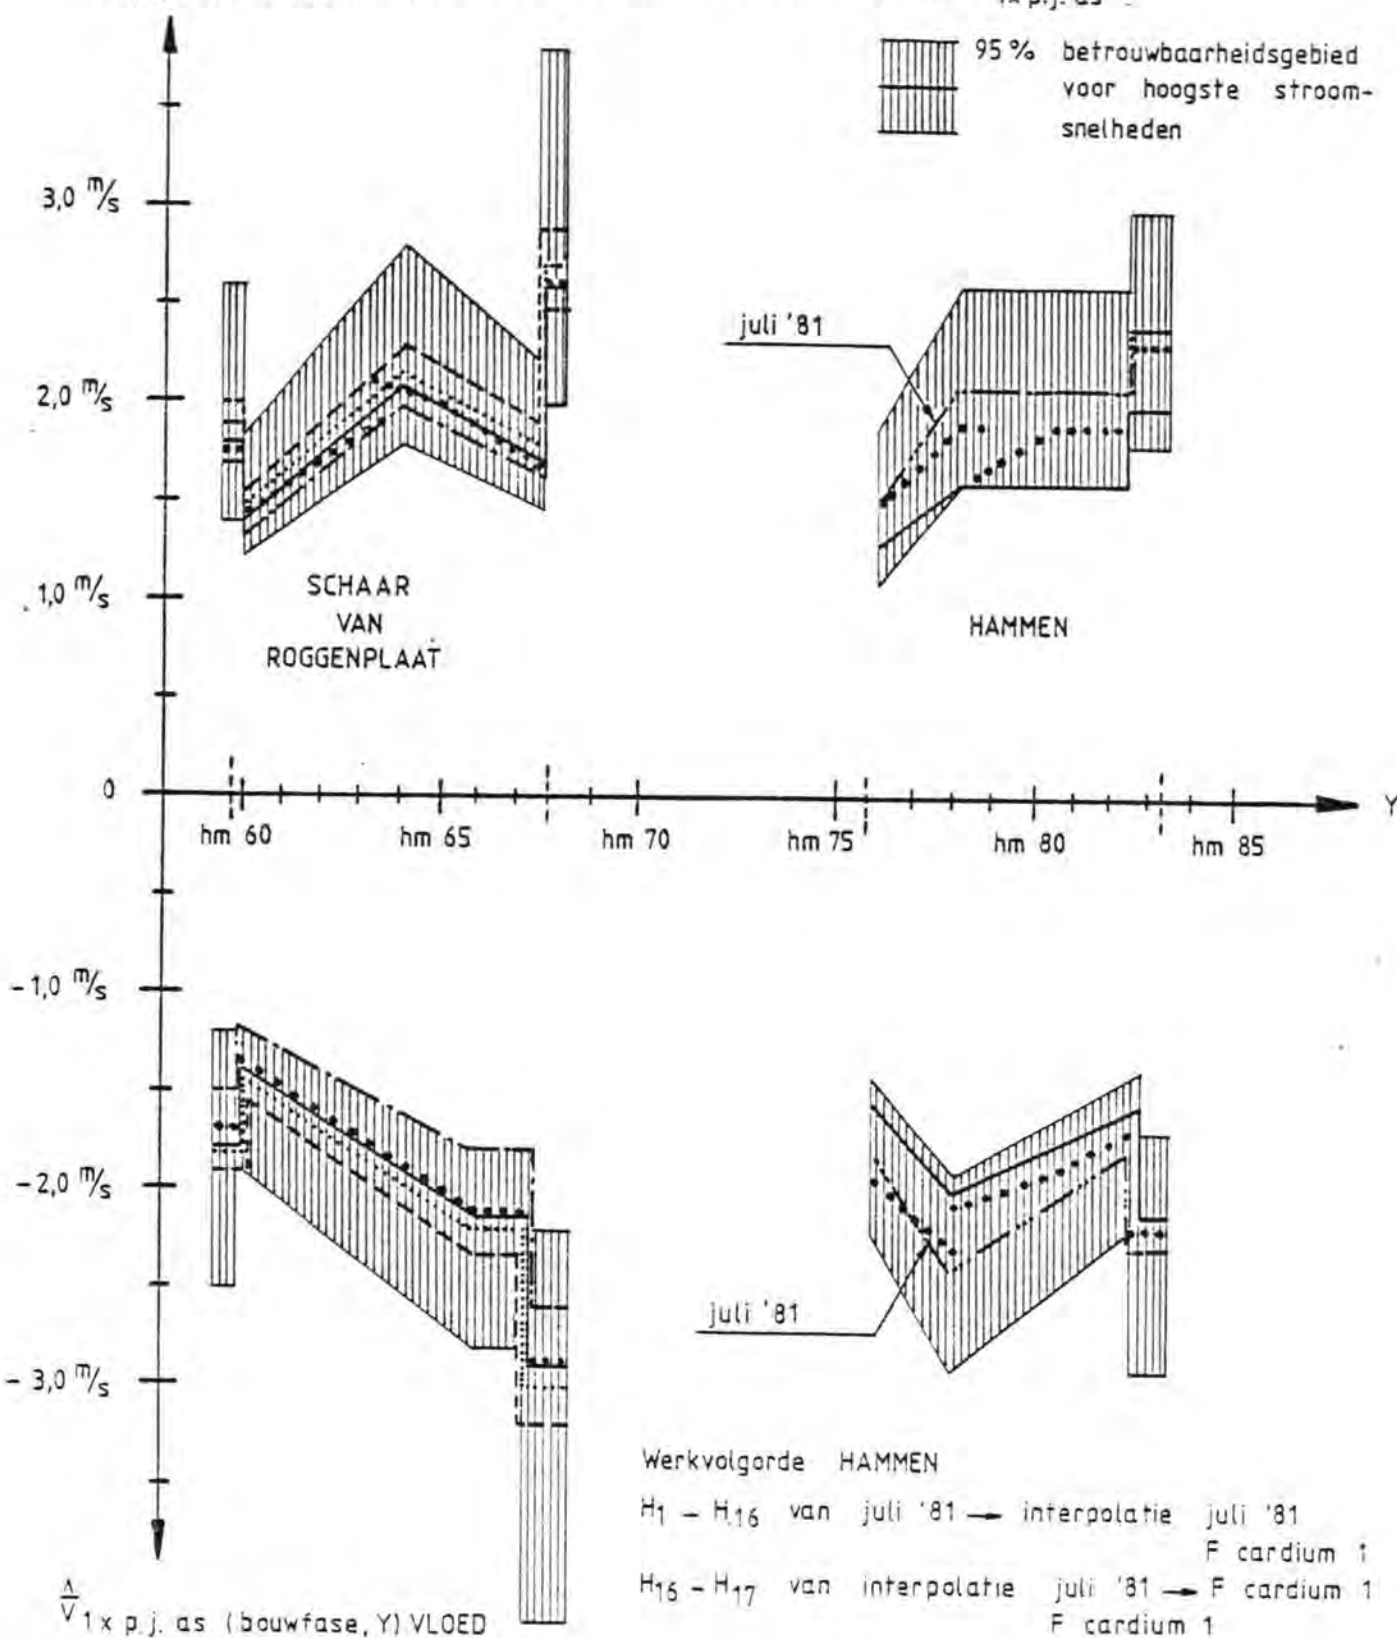 1x p.j. as
95 % betrouwbaarheidsgebied
voor hoogste stroom-
snelheden
3,0 m/s
juli '81
2,0 m/s
1,0 m/s
SCHAAR
VAN
ROGGENPLAAT
HAMMEN
0
Y
hm 60 hm 65 hm 70 hm 75 hm 80 hm 85
- 1,0 m/s
- 2,0 m/s
juli '81
- 3,0 m/s
Werkvolgorde HAMMEN
H1 - H16 van juli '81 → interpolatie juli '81
F cardium 1
H16 - H17 van interpolatie juli '81 → F cardium 1
F cardium 1
V̂ 1 x p.j. as (bouwfase, Y) VLOED